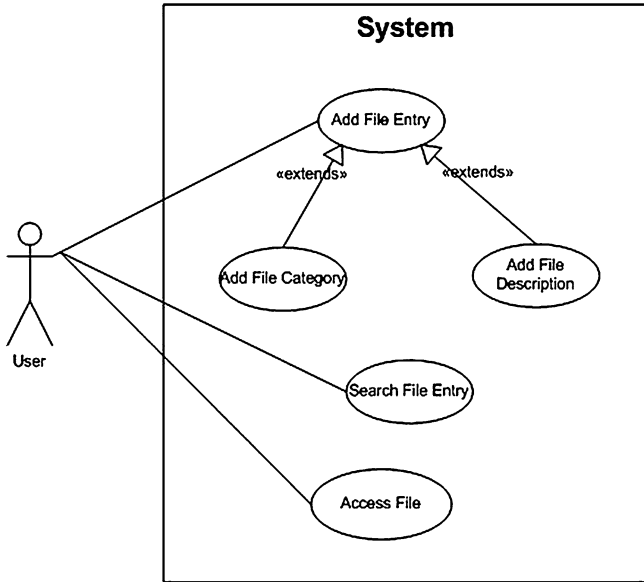 System
Add File Entry
«extends»
«extends»
Add File Category
Add File
Description
User
Search File Entry
Access File